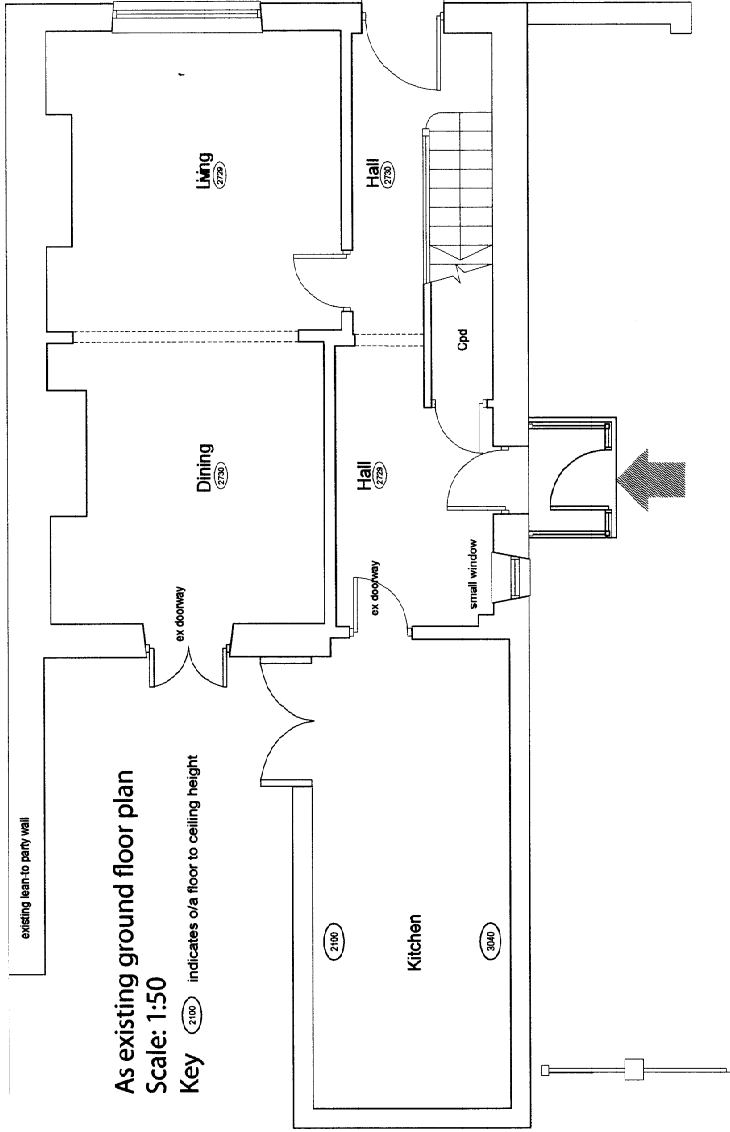 As existing ground floor plan
Scale: 1:50
Key 2100 indicates o/a floor to ceiling height
existing lean-to party wall
Living
2729
Hall
2730
Dining
2730
Hall
2729
Cpd
ex doorway
ex doorway
small window
Kitchen
2100
3040